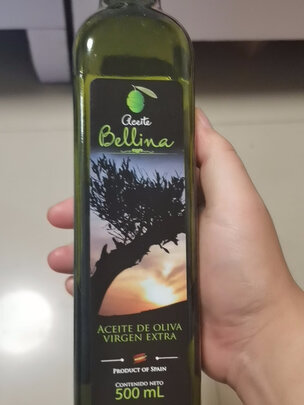 Aceite
Bellina
ACEITE DE OLIVA
VIRGEN EXTRA
PRODUCT OF SPAIN
CONTENIDO NETO
500 mL